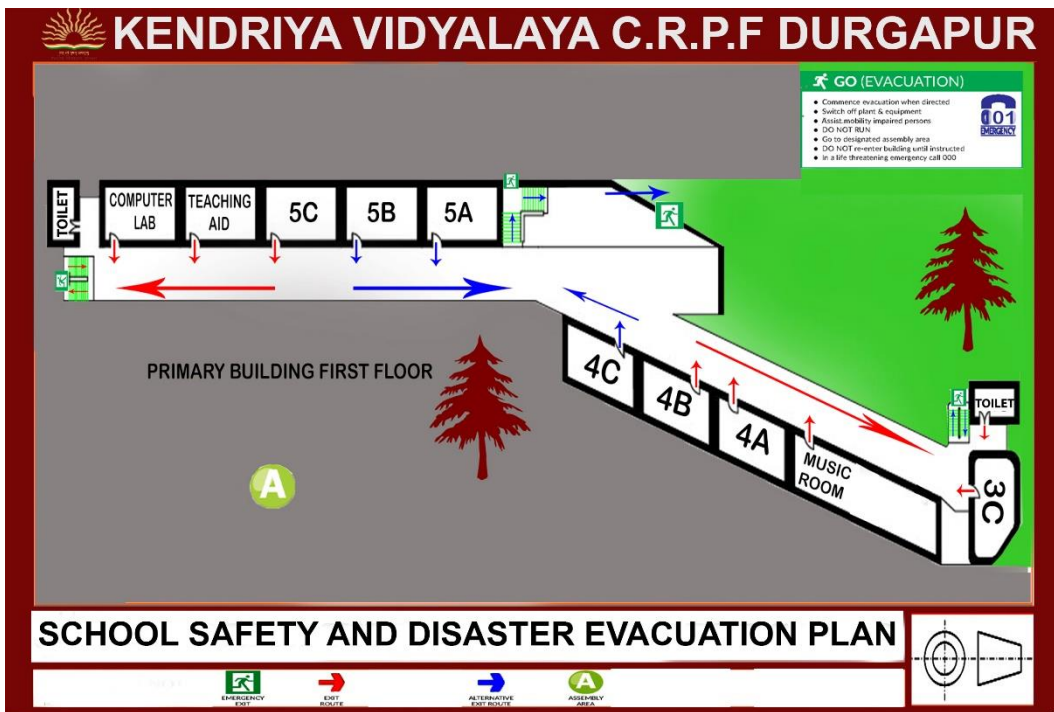 KENDRIYA VIDYALAYA C.R.P.F DURGAPUR
GO (EVACUATION)
• Commence evacuation when directed
• Switch off plant & equipment
• Assist mobility impaired persons
• DO NOT RUN
• Go to designated assembly area
• DO NOT re-enter building until instructed
• In a life threatening emergency call 000
101
EMERGENCY
TOILET
COMPUTER
LAB
TEACHING
AID
5C
5B
5A
PRIMARY BUILDING FIRST FLOOR
4C
4B
4A
MUSIC
ROOM
TOILET
3C
A
SCHOOL SAFETY AND DISASTER EVACUATION PLAN
EMERGENCY
EXIT
EXIT
ROUTE
ALTERNATIVE
EXIT ROUTE
A
ASSEMBLY
AREA